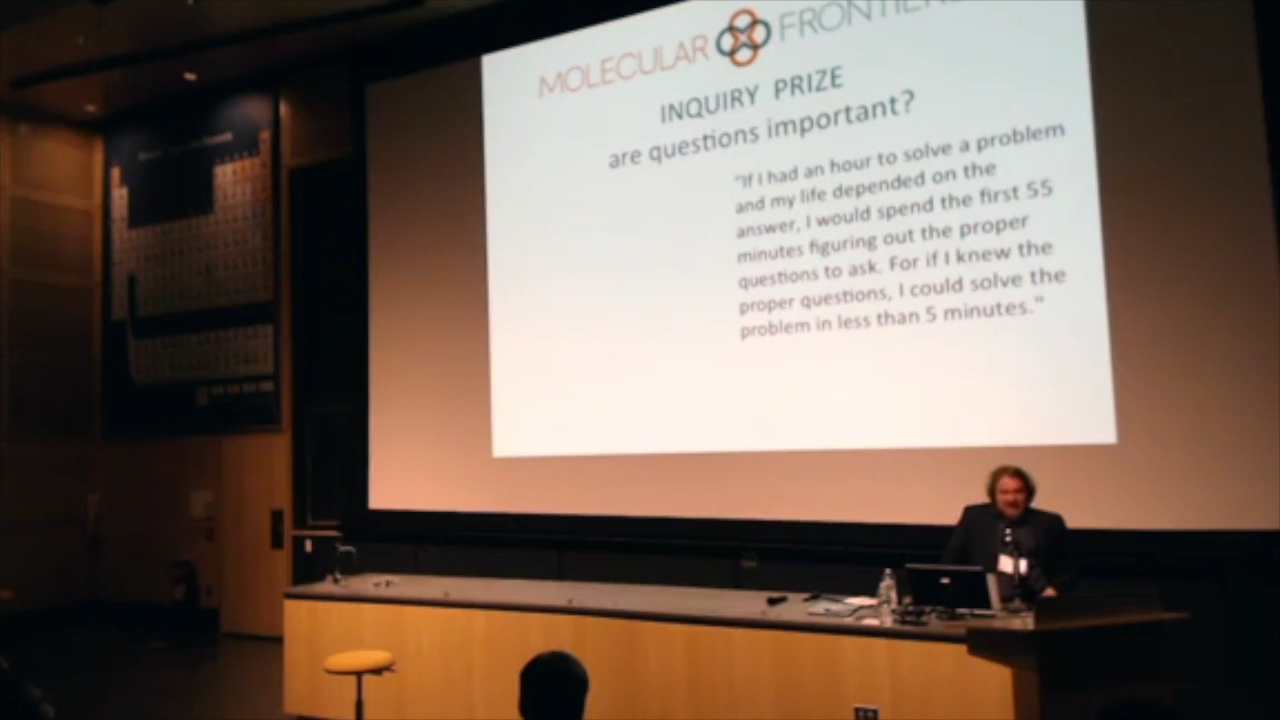 MOLECULAR FRONTIERS
INQUIRY PRIZE
are questions important?
"If I had an hour to solve a problem
and my life depended on the
answer, I would spend the first 55
minutes figuring out the proper
questions to ask. For if I knew the
proper questions, I could solve the
problem in less than 5 minutes."